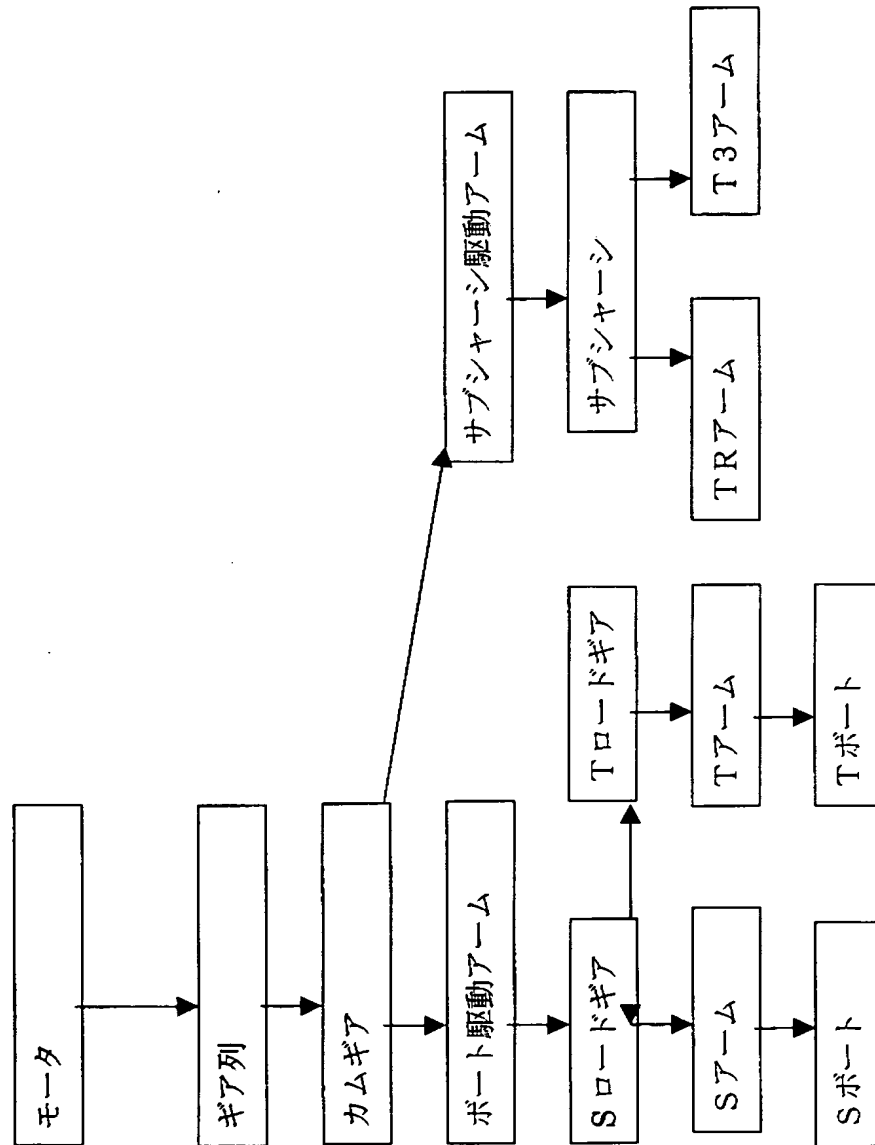 モータ
ギア列
カムギア
ボート駆動アーム
サブシャーシ駆動アーム
Sロードギア
Tロードギア
サブシャーシ
Sアーム
Tアーム
TRアーム
T3アーム
Sボート
Tボート